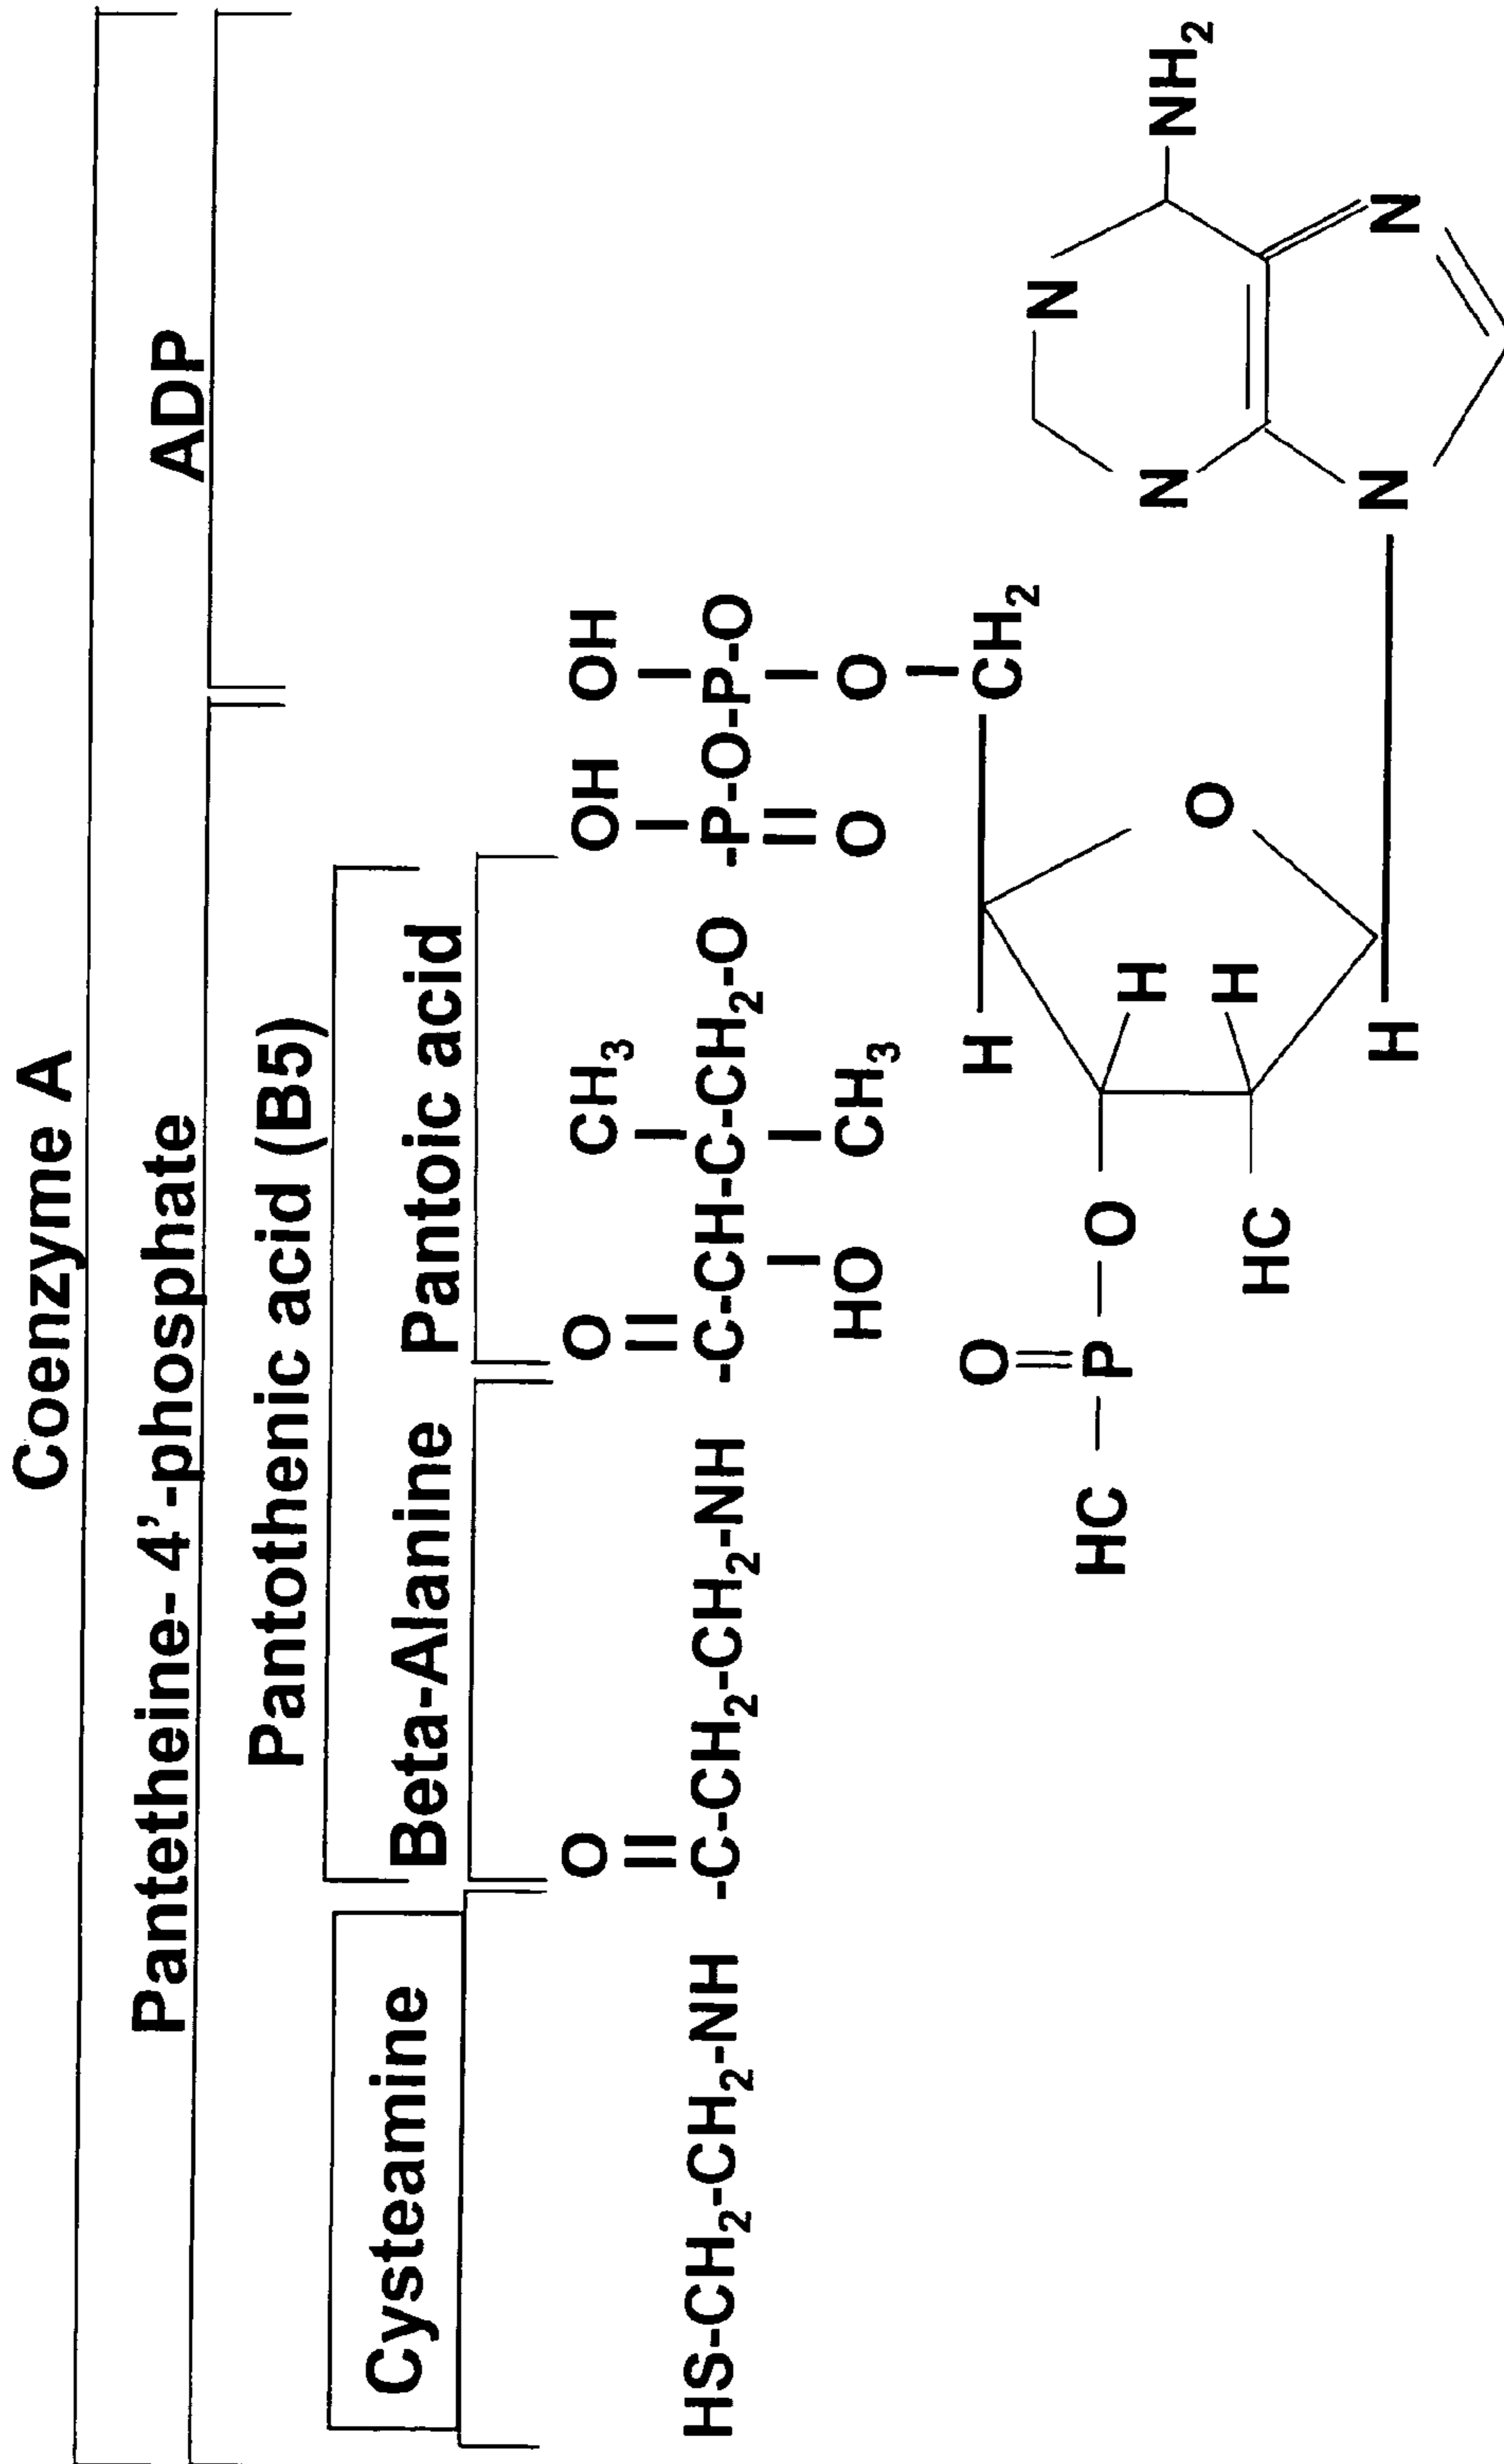 Coenzyme A
Pantetheine- 4'-phosphate
ADP
Pantothenic acid (B5)
Cysteamine
Beta-Alanine
Pantoic acid
O
O
CH3
OH
OH
HS-CH2-CH2-NH
-C-CH2-CH2-NH
-C-CH-C-CH2-O
-P-O-P-O
HO
CH3
O
O
CH2
O
H
HC
P
O
H
H
O
HC
H
N
NH2
N
N
N